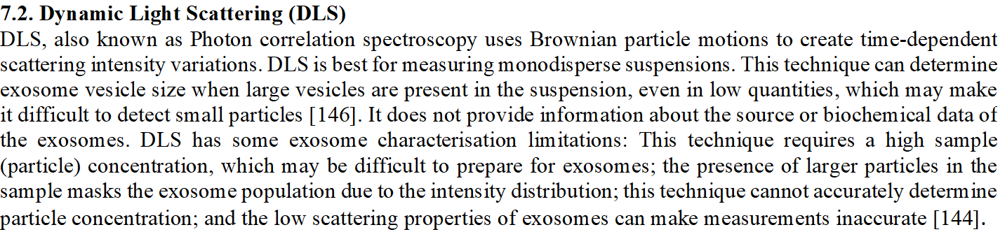 7.2. Dynamic Light Scattering (DLS)
DLS, also known as Photon correlation spectroscopy uses Brownian particle motions to create time-dependent
scattering intensity variations. DLS is best for measuring monodisperse suspensions. This technique can determine
exosome vesicle size when large vesicles are present in the suspension, even in low quantities, which may make
it difficult to detect small particles [146]. It does not provide information about the source or biochemical data of
the exosomes. DLS has some exosome characterisation limitations: This technique requires a high sample
(particle) concentration, which may be difficult to prepare for exosomes; the presence of larger particles in the
sample masks the exosome population due to the intensity distribution; this technique cannot accurately determine
particle concentration; and the low scattering properties of exosomes can make measurements inaccurate [144].